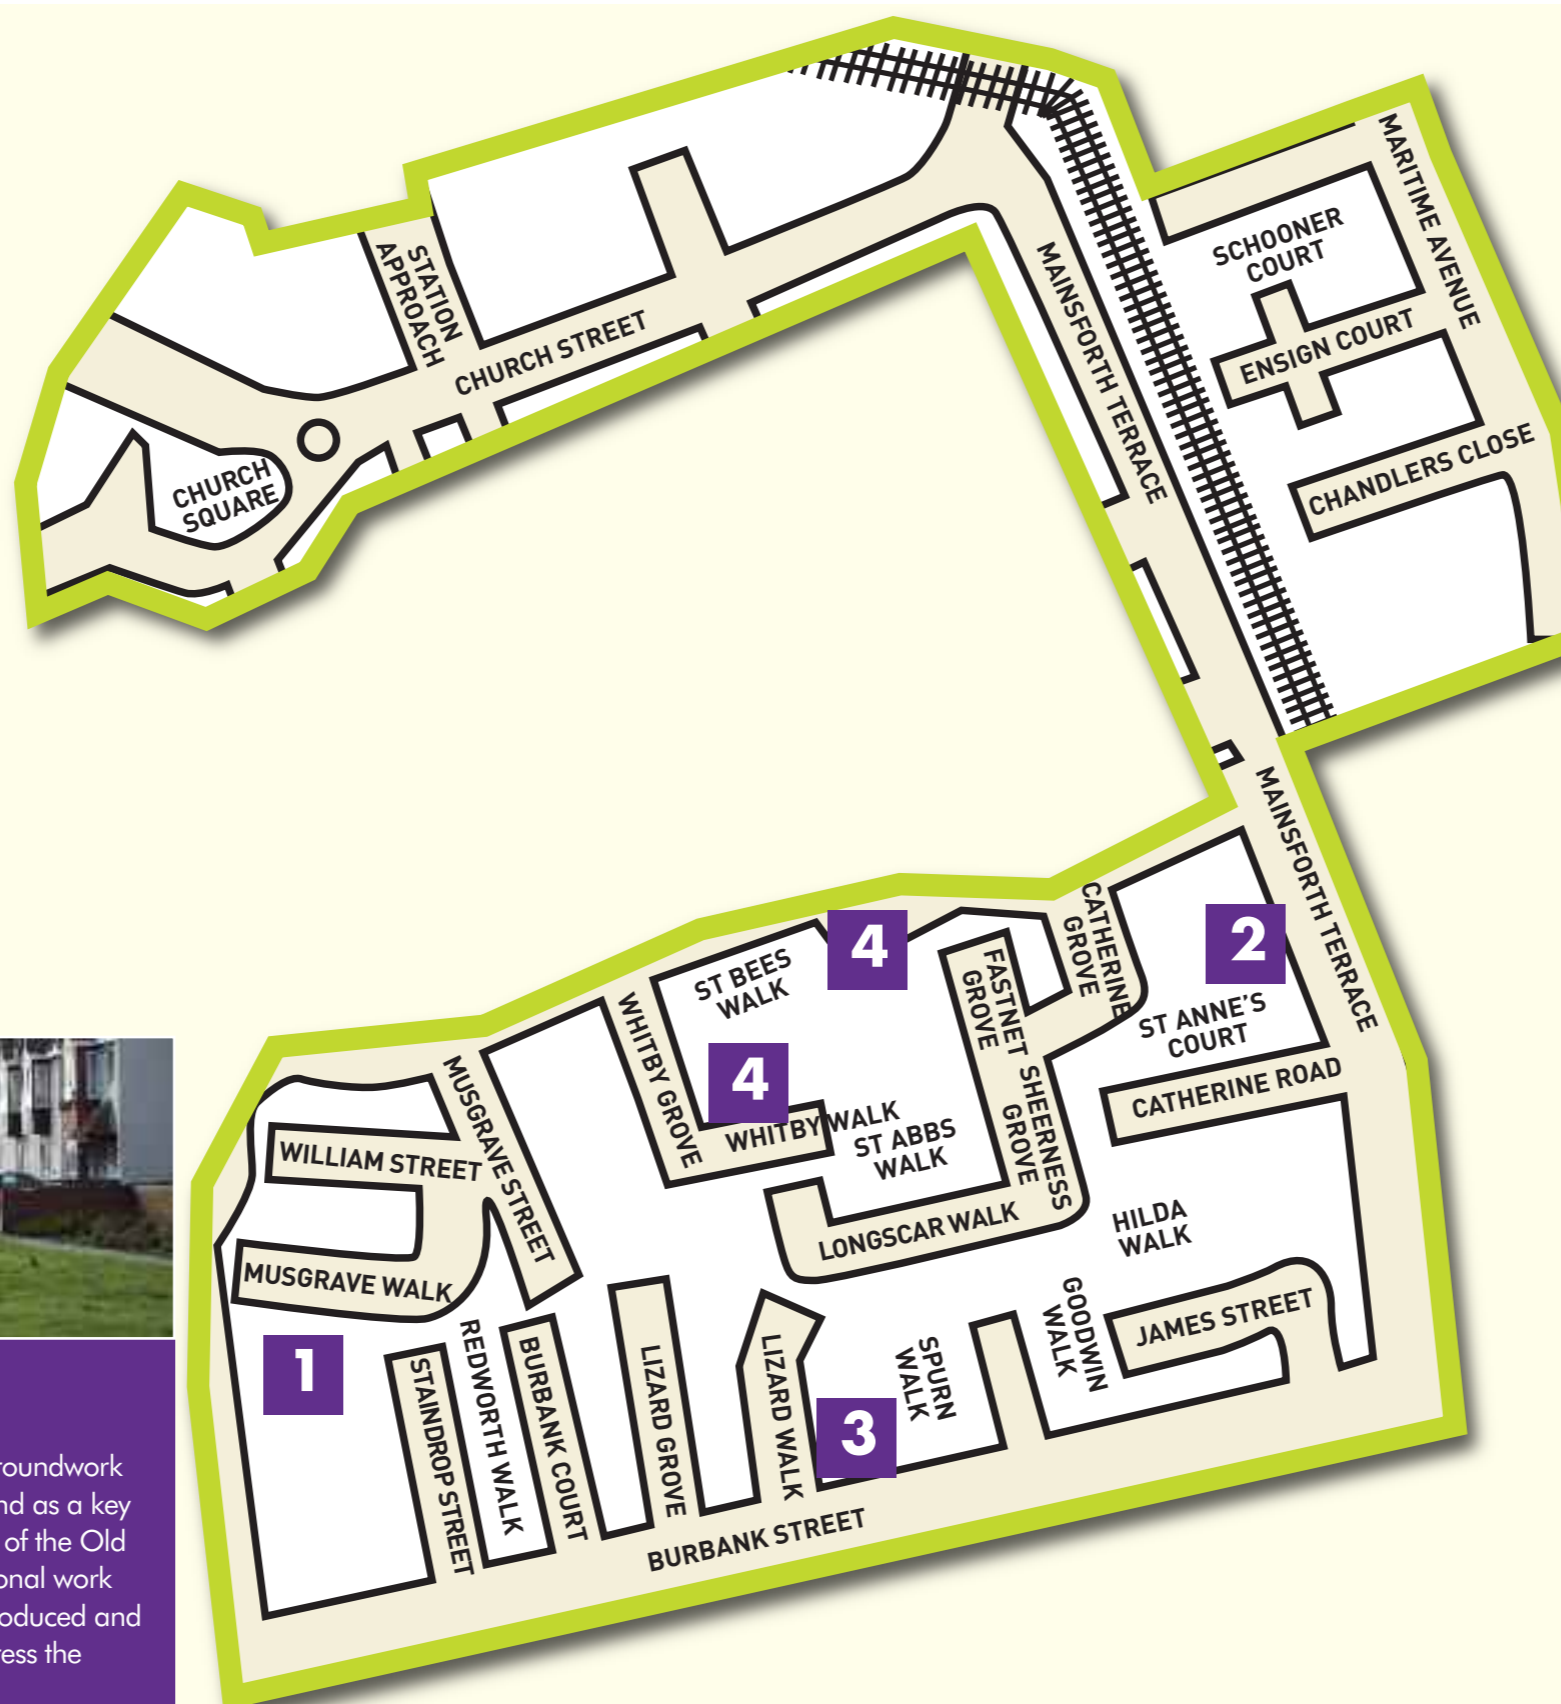 MARITIME AVENUE
SCHOONER
COURT
STATION
APPROACH
MAINSFORTH TERRACE
CHURCH STREET
ENSIGN COURT
CHURCH
SQUARE
CHANDLERS CLOSE
MAINSFORTH TERRACE
CATHERINE
GROVE
2
4
ST BEES
WALK
FASTNET
GROVE
ST ANNE'S
COURT
WHITBY GROVE
4
CATHERINE ROAD
MUSGRAVE STREET
WHITBY WALK
ST ABBS
WALK
SHEERNESS
GROVE
WILLIAM STREET
LONGSCAR WALK
HILDA
WALK
MUSGRAVE WALK
GOODWIN
WALK
JAMES STREET
1
REDWORTH WALK
BURBANK COURT
LIZARD GROVE
LIZARD WALK
SPURN
WALK
STAINDROP STREET
3
BURBANK STREET
roundwork
nd as a key
of the Old
onal work
oduced and
ess the